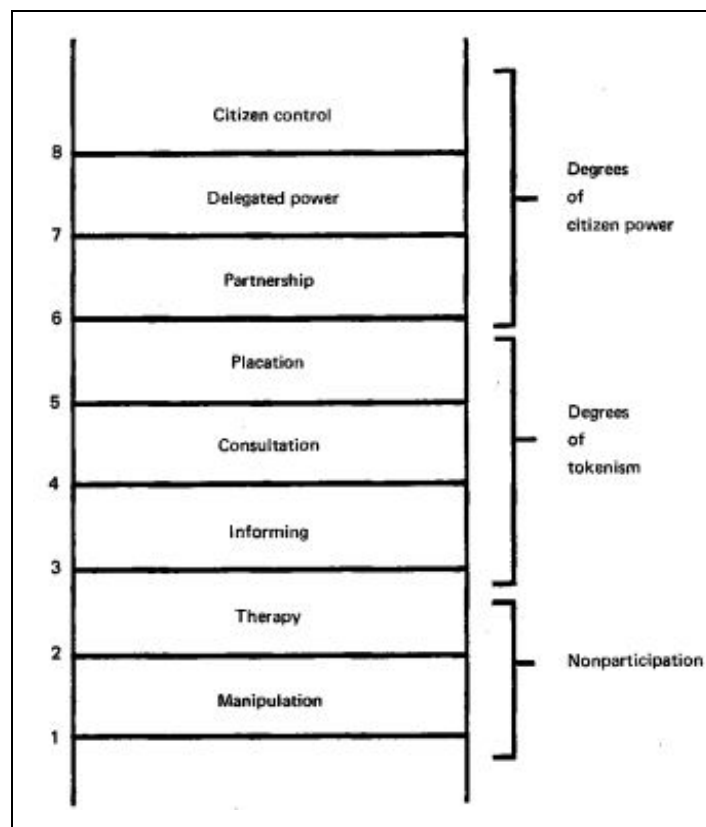 Citizen control
8
Delegated power
7
Partnership
6
Placation
5
Consultation
4
Informing
3
Therapy
2
Manipulation
1
Degrees
of
citizen power
Degrees
of
tokenism
Nonparticipation